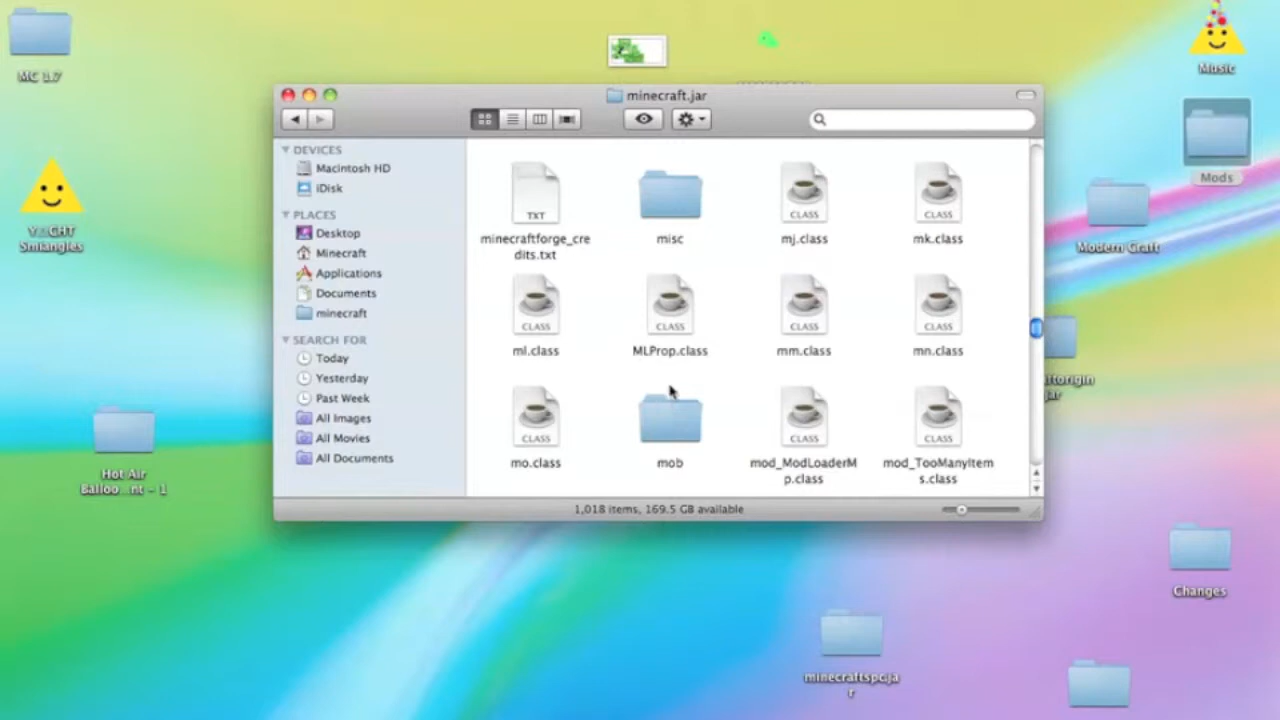 MC 1.7
Music
minecraft.jar
Mods
DEVICES
Macintosh HD
iDisk
PLACES
Desktop
Minecraft
Applications
Documents
minecraft
SEARCH FOR
Today
Yesterday
Past Week
All Images
All Movies
All Documents
TXT
minecraftforge_cre
dits.txt
misc
CLASS
mj.class
CLASS
mk.class
CLASS
ml.class
CLASS
MLProp.class
CLASS
mm.class
CLASS
mn.class
CLASS
mo.class
mob
CLASS
mod_ModLoaderM
p.class
CLASS
mod_TooManyItem
s.class
1,018 items, 169.5 GB available
Smiangles
Modern Craft
jar
Hot Air
Balloo...nt - 1
Changes
minecraftspc.ja
r